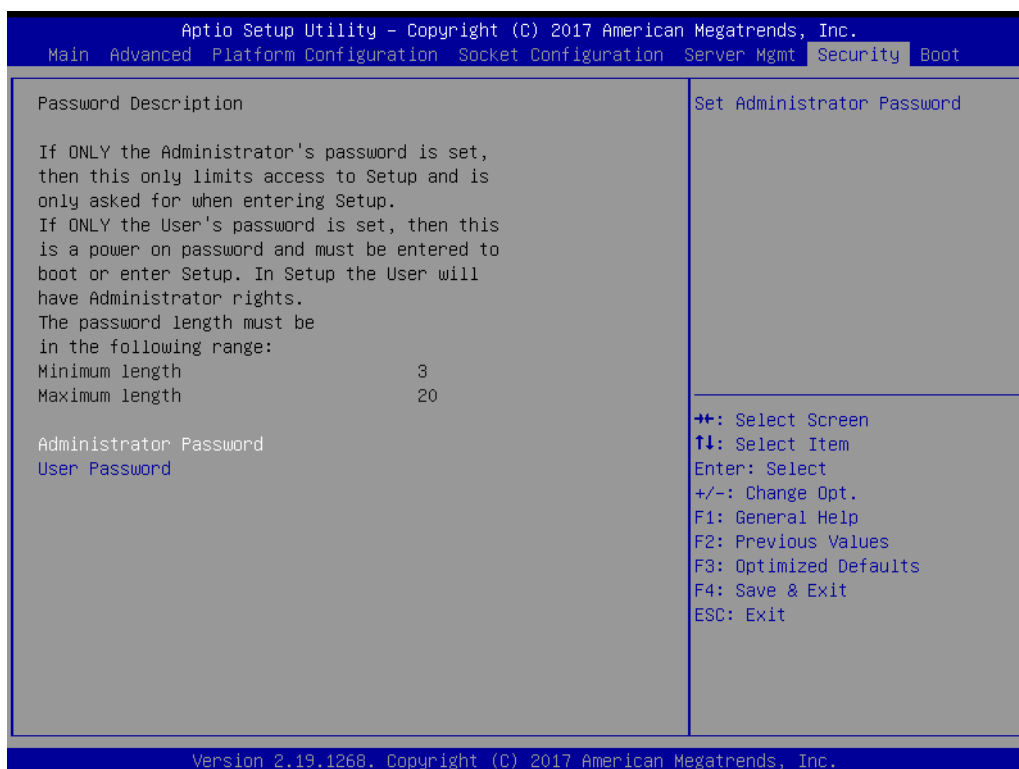 Aptio Setup Utility – Copyright (C) 2017 American Megatrends, Inc.
Main Advanced Platform Configuration Socket Configuration Server Mgmt Security Boot
Password Description
If ONLY the Administrator's password is set,
then this only limits access to Setup and is
only asked for when entering Setup.
If ONLY the User's password is set, then this
is a power on password and must be entered to
boot or enter Setup. In Setup the User will
have Administrator rights.
The password length must be
in the following range:
Minimum length 3
Maximum length 20
Administrator Password
User Password
Set Administrator Password
→←: Select Screen
↑↓: Select Item
Enter: Select
+/-: Change Opt.
F1: General Help
F2: Previous Values
F3: Optimized Defaults
F4: Save & Exit
ESC: Exit
Version 2.19.1268. Copyright (C) 2017 American Megatrends, Inc.